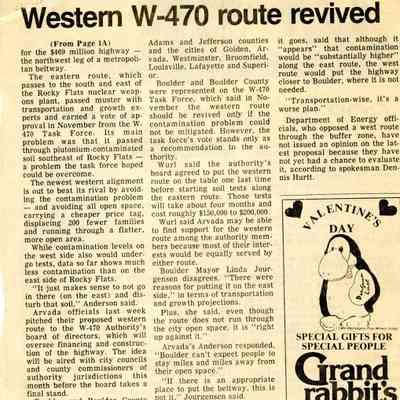 Western W-470 route revived
(From Page 1A)
for the $469 million highway —
the northwest leg of a metropoli-
tan beltway.
The eastern route, which
passes to the south and east of
the Rocky Flats nuclear weap-
ons plant, passed muster with
transportation and growth ex-
perts and earned a vote of ap-
proval in November from the W-
470 Task Force. Its main
problem was that it passed
through plutonium-contaminated
soil southeast of Rocky Flats —
a problem the task force hoped
could be overcome.
The newest western alignment
is out to best its rival by avoid-
ing the contamination problem
— and avoiding all open space,
carrying a cheaper price tag,
displacing 200 fewer families
and running through a flatter,
more open area.
While contamination levels on
the west side also would under-
go tests, data so far shows much
less contamination than on the
east side of Rocky Flats.
"It just makes sense to not go
in there (on the east) and dis-
turb that soil," Anderson said.
Arvada officials last week
pitched their proposed western
route to the W-470 Authority's
board of directors, which will
oversee financing and construc-
tion of the highway. The idea
will be aired with city councils
and county commissioners of
authority jurisdictions this
month before the board takes a
final stand.
Adams and Jefferson counties
and the cities of Golden, Ar-
vada, Westminster, Broomfield,
Louisville, Lafayette and Superi-
or.
Boulder and Boulder County
were represented on the W-470
Task Force, which said in No-
vember the western route
should be revived only if the
contamination problem could
not be mitigated. However, the
task force's vote stands only as
a recommendation to the au-
thority.
Wurl said the authority's
board agreed to put the western
route on the table one last time
before starting soil tests along
the eastern route. Those tests
will take about four months and
cost roughly $150,000 to $200,000.
Wurl said Arvada may be able
to find support for the western
route among the authority mem-
bers because most of their inter-
ests would be equally served by
either route.
Boulder Mayor Linda Jour-
gensen disagrees. "There were
reasons for putting it on the east
side," in terms of transportation
and growth projections.
Plus, she said, even though
the route does not run through
the city open space, it is "right
up against it."
Arvada's Anderson responded,
"Boulder can't expect people to
stay miles and miles away from
their open space."
"If there is an appropriate
place to put the beltway, this is
not it," Jourgensen said.
it goes, said that although it
"appears" that contamination
would be "substantially higher"
along the east route, the west
route would put the highway
closer to Boulder, where it is not
needed.
"Transportation-wise, it's a
worse plan."
Department of Energy offi-
cials, who opposed a west route
through the buffer zone, have
not issued an opinion on the lat-
est proposal because they have
not yet had a chance to evaluate
it, according to spokesman Den-
nis Hurtt.
VALENTINE'S
DAY
SPECIAL GIFTS FOR
SPECIAL PEOPLE
Grand
rabbit's